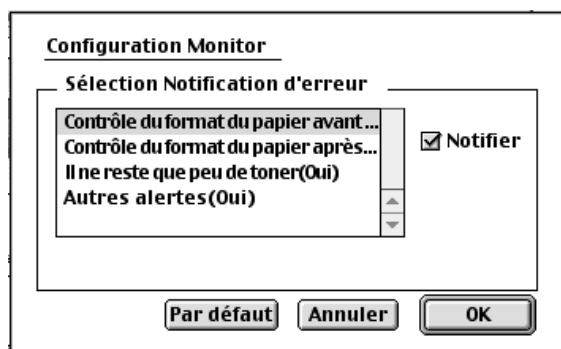 Configuration Monitor
Sélection Notification d'erreur
Contrôle du format du papier avant...
Contrôle du format du papier après...
Il ne reste que peu de toner(Oui)
Autres alertes(Oui)
Notifier
Par défaut
Annuler
OK